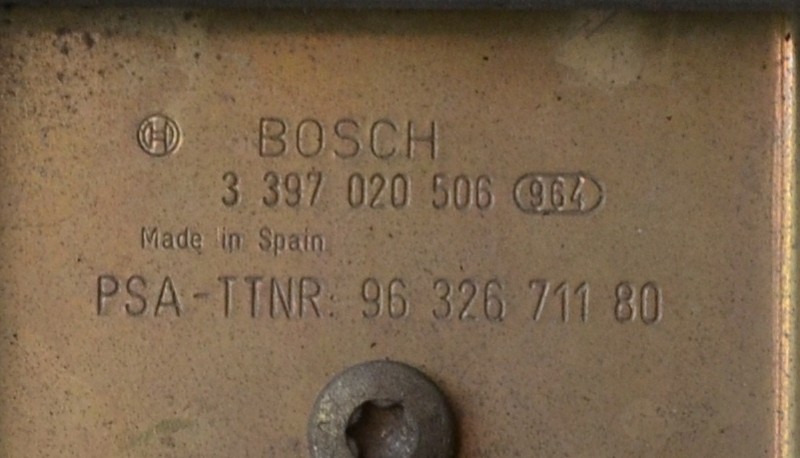 BOSCH
3 397 020 506 964
Made in Spain
PSA-TTNR: 96 326 711 80